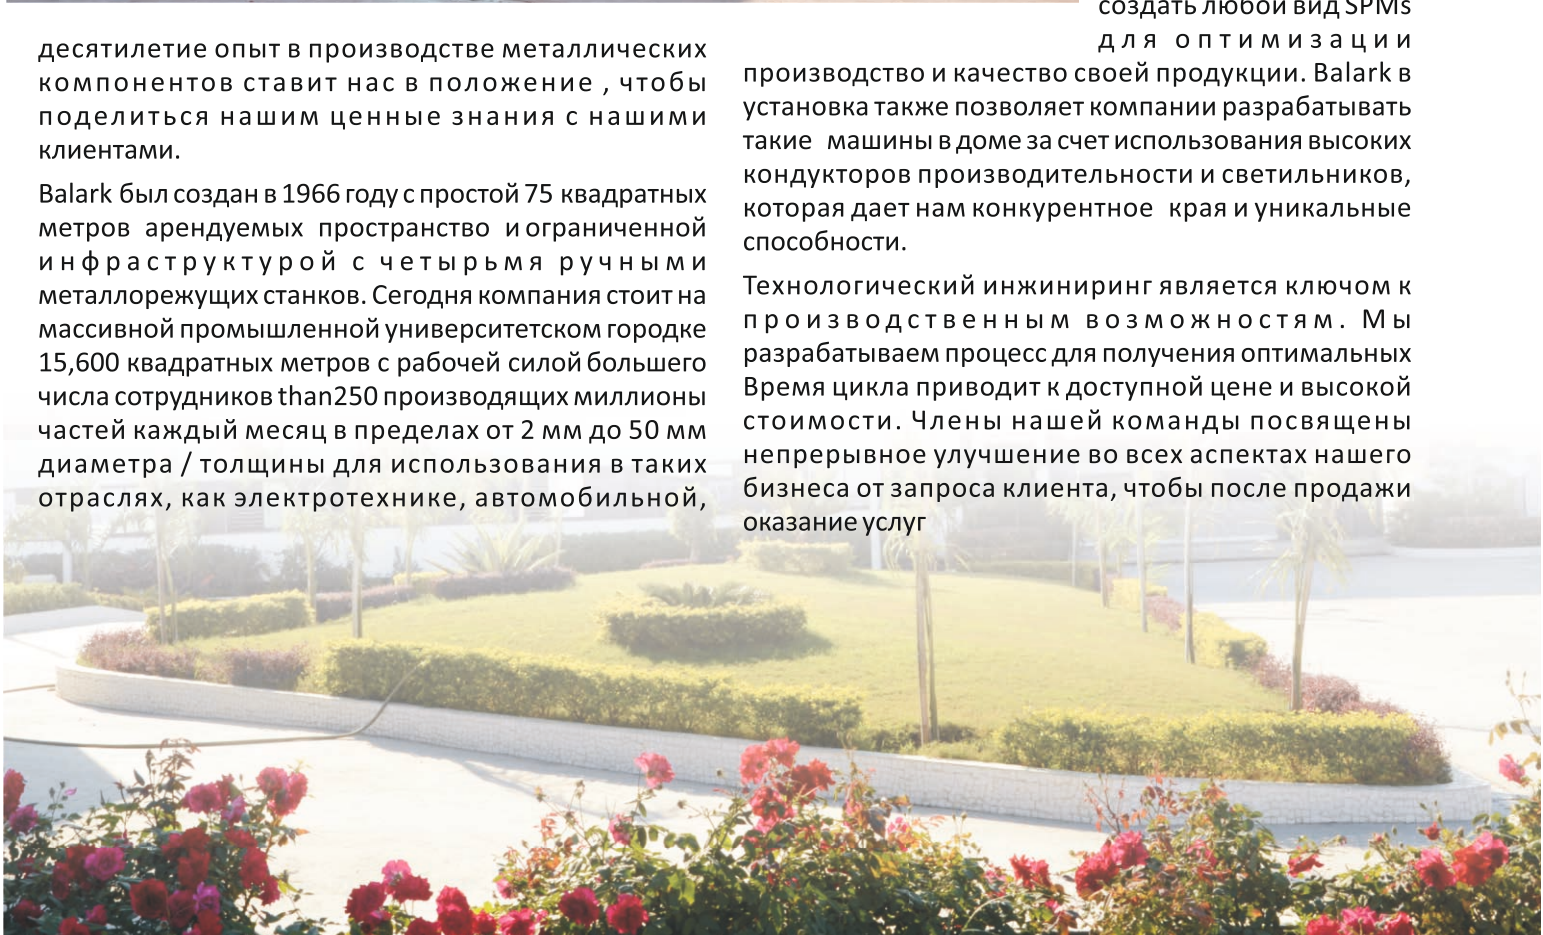 десятилетие опыт в производстве металлических
компонентов ставит нас в положение , чтобы
поделиться нашим ценные знания с нашими
клиентами.
Balark был создан в 1966 году с простой 75 квадратных
метров арендуемых пространство и ограниченной
инфраструктурой с четырьмя ручными
металлорежущих станков. Сегодня компания стоит на
массивной промышленной университетском городке
15,600 квадратных метров с рабочей силой большего
числа сотрудников than250 производящих миллионы
частей каждый месяц в пределах от 2 мм до 50 мм
диаметра / толщины для использования в таких
отраслях, как электротехнике, автомобильной,
создать любой вид SPMs
для оптимизации
производство и качество своей продукции. Balark в
установка также позволяет компании разрабатывать
такие машины в доме за счет использования высоких
кондукторов производительности и светильников,
которая дает нам конкурентное края и уникальные
способности.
Технологический инжиниринг является ключом к
производственным возможностям. Мы
разрабатываем процесс для получения оптимальных
Время цикла приводит к доступной цене и высокой
стоимости. Члены нашей команды посвящены
непрерывное улучшение во всех аспектах нашего
бизнеса от запроса клиента, чтобы после продажи
оказание услуг